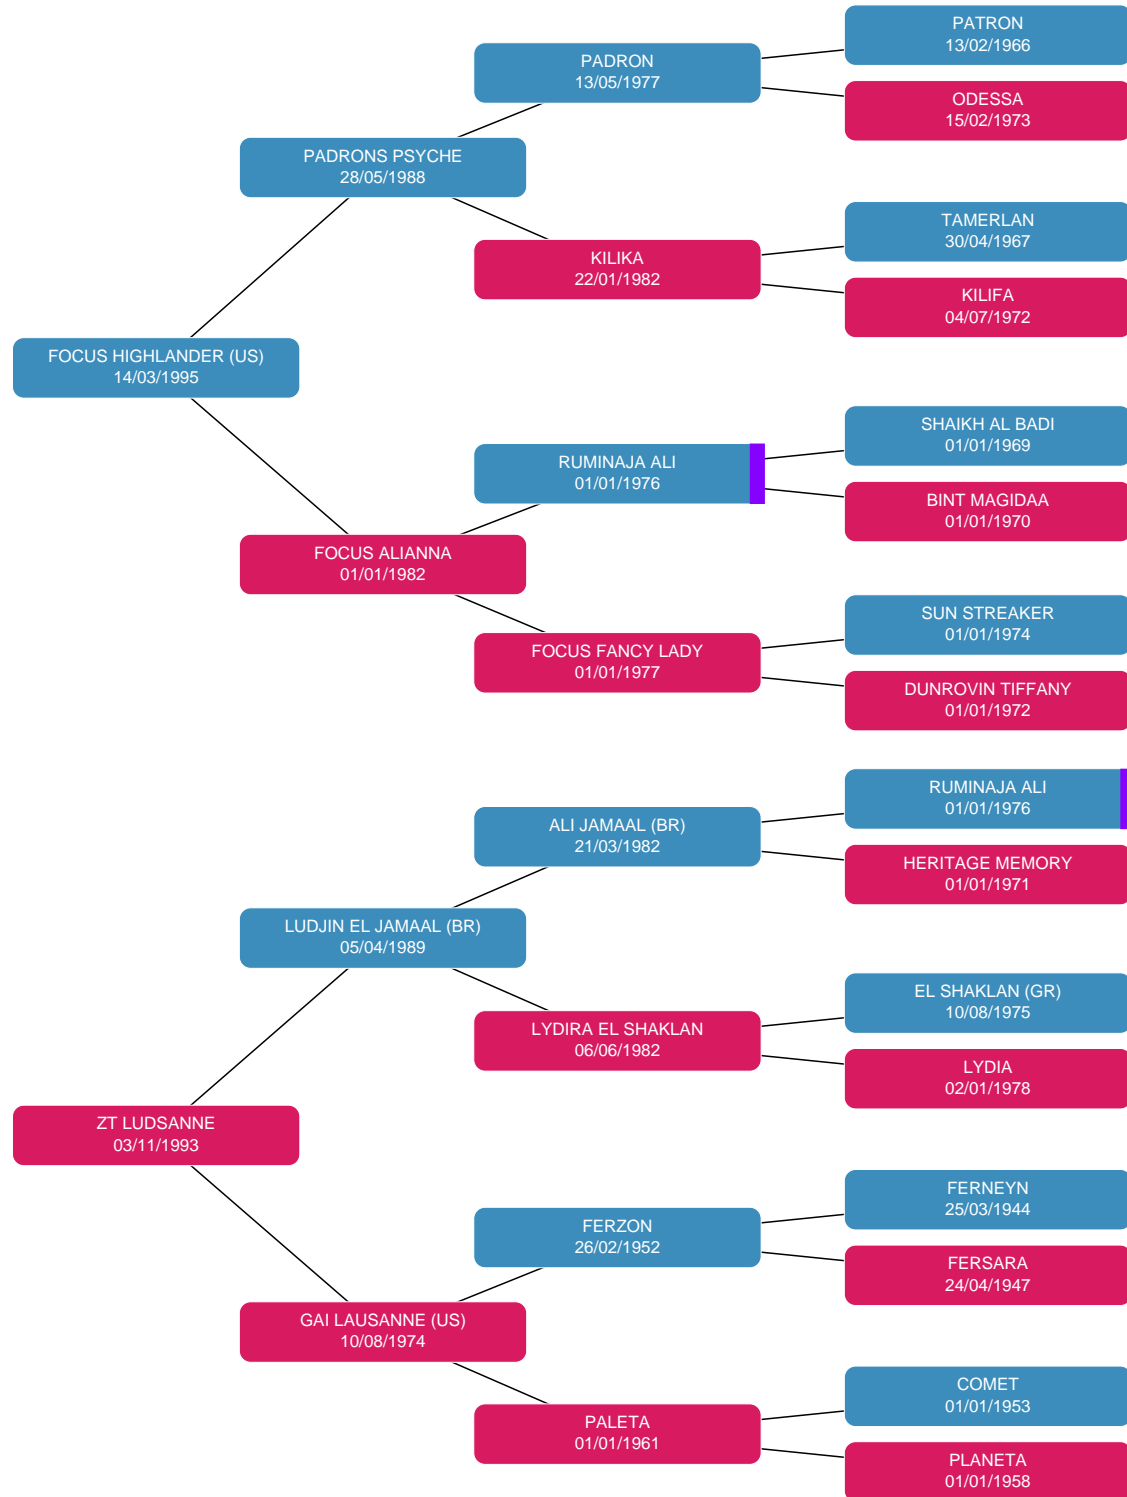 PATRON
13/02/1966
PADRON
13/05/1977
ODESSA
15/02/1973
PADRONS PSYCHE
28/05/1988
TAMERLAN
30/04/1967
KILIKA
22/01/1982
KILIFA
04/07/1972
FOCUS HIGHLANDER (US)
14/03/1995
SHAIKH AL BADI
01/01/1969
RUMINAJA ALI
01/01/1976
BINT MAGIDAA
01/01/1970
FOCUS ALIANNA
01/01/1982
SUN STREAKER
01/01/1974
FOCUS FANCY LADY
01/01/1977
DUNROVIN TIFFANY
01/01/1972
RUMINAJA ALI
01/01/1976
ALI JAMAAL (BR)
21/03/1982
HERITAGE MEMORY
01/01/1971
LUDJIN EL JAMAAL (BR)
05/04/1989
EL SHAKLAN (GR)
10/08/1975
LYDIRA EL SHAKLAN
06/06/1982
LYDIA
02/01/1978
ZT LUDSANNE
03/11/1993
FERNEYN
25/03/1944
FERZON
26/02/1952
FERSARA
24/04/1947
GAI LAUSANNE (US)
10/08/1974
COMET
01/01/1953
PALETA
01/01/1961
PLANETA
01/01/1958